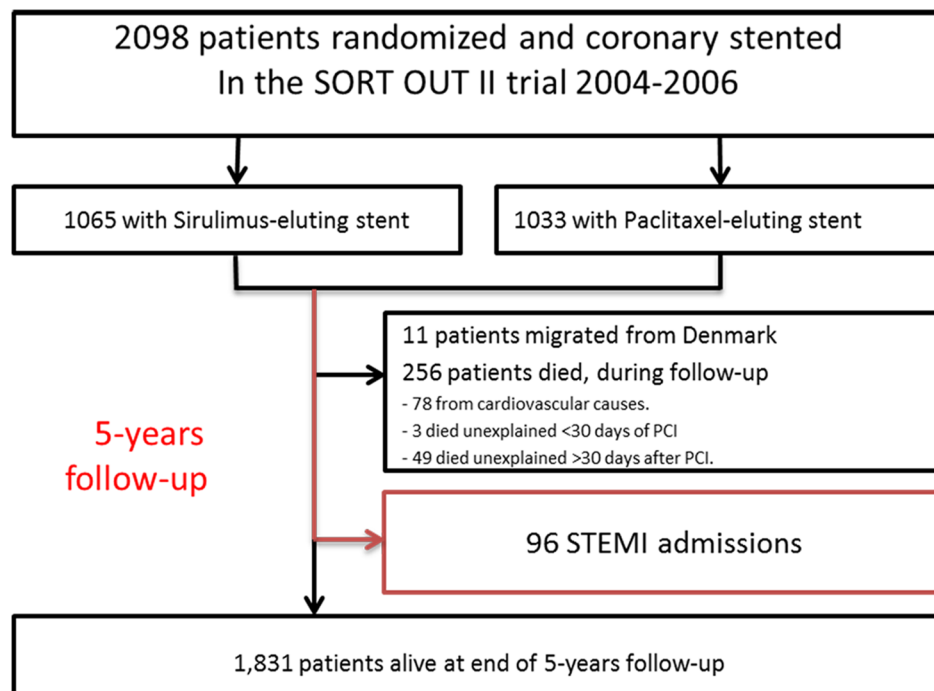 2098 patients randomized and coronary stented
In the SORT OUT II trial 2004-2006
1065 with Sirulimus-eluting stent
1033 with Paclitaxel-eluting stent
11 patients migrated from Denmark
256 patients died, during follow-up
- 78 from cardiovascular causes.
- 3 died unexplained <30 days of PCI
- 49 died unexplained >30 days after PCI.
5-years
follow-up
96 STEMI admissions
1,831 patients alive at end of 5-years follow-up